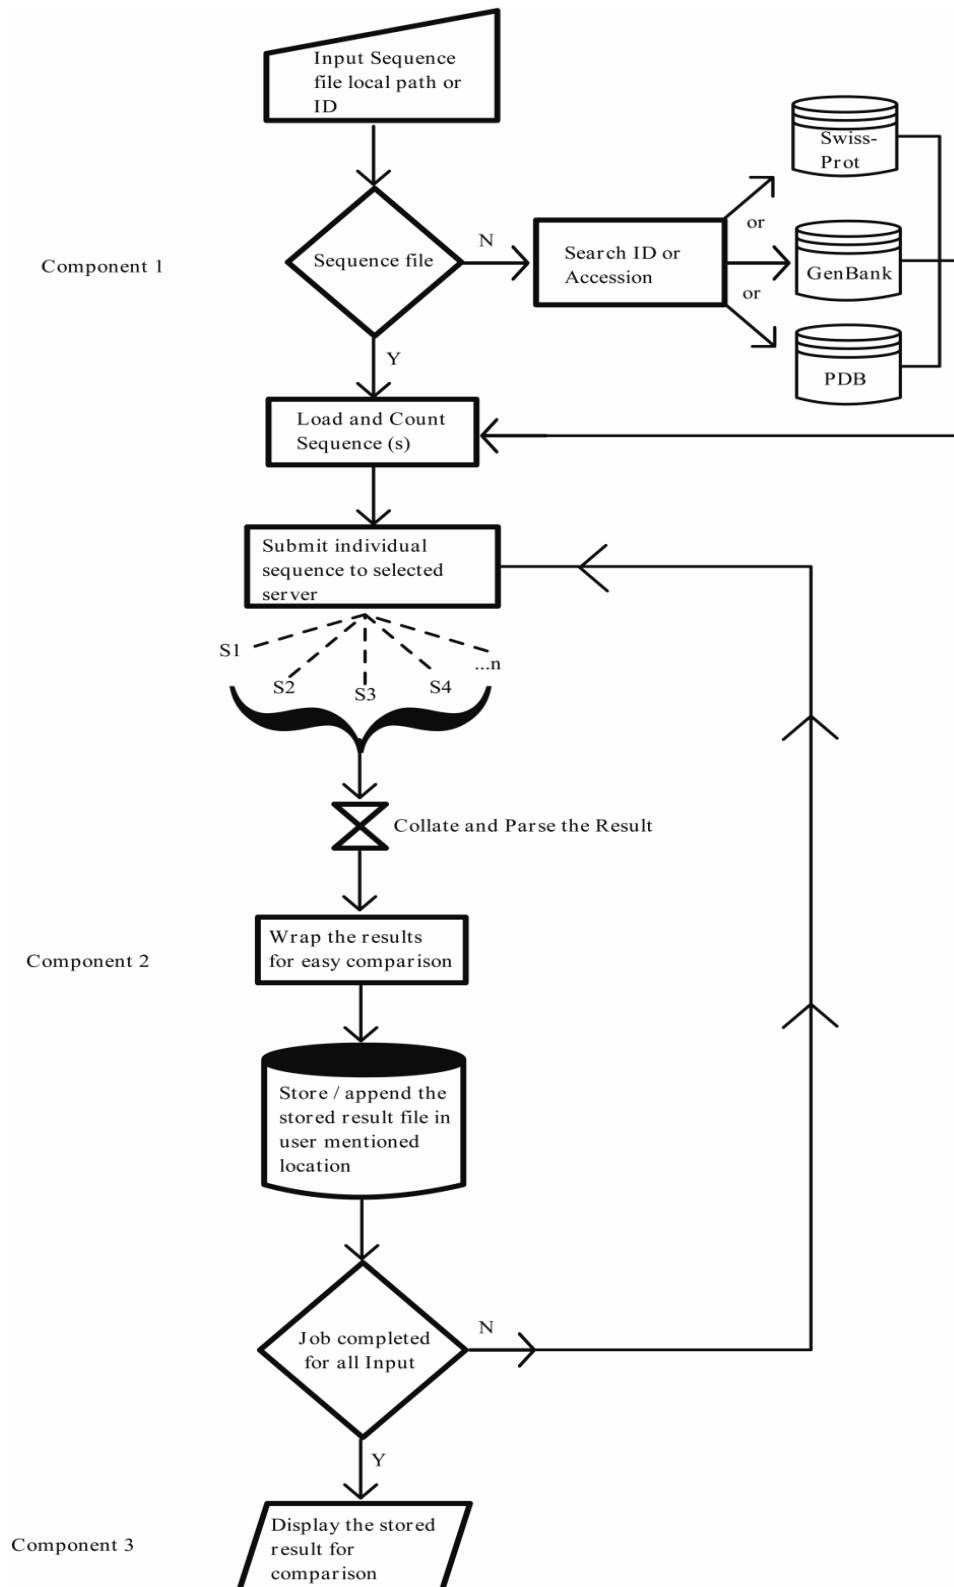 Input Sequence
file local path or
ID
Swiss-
Prot
or
N
Component 1
Sequence file
Search ID or
Accession
GenBank
or
Y
PDB
Load and Count
Sequence (s)
Submit individual
sequence to selected
server
S1
S2
S3
S4
...n
Collate and Parse the Result
Component 2
Wrap the results
for easy comparison
Store / append the
stored result file in
user mentioned
location
Job completed
for all Input
N
Y
Component 3
Display the stored
result for
comparison